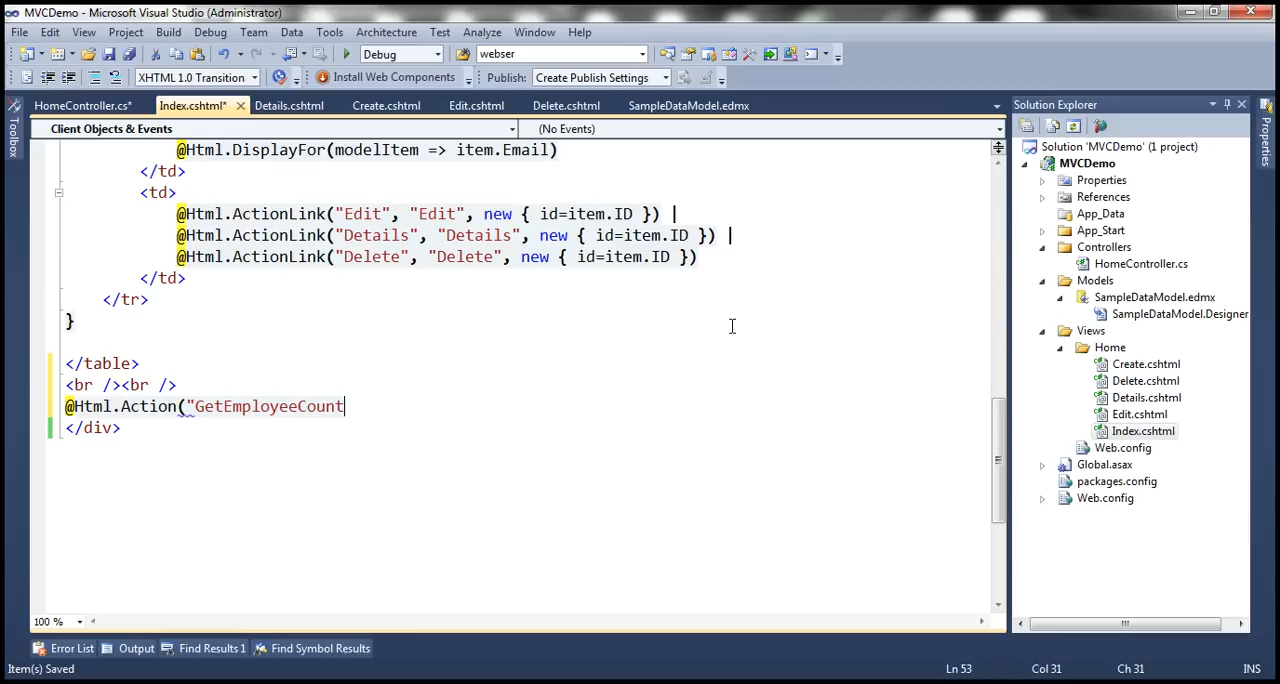 MVCDemo - Microsoft Visual Studio (Administrator)
File Edit View Project Build Debug Team Data Tools Architecture Test Analyze Window Help
Debug webser
XHTML 1.0 Transition Install Web Components Publish: Create Publish Settings
HomeController.cs* Index.cshtml* Details.cshtml Create.cshtml Edit.cshtml Delete.cshtml SampleDataModel.edmx
Client Objects & Events (No Events)
@Html.DisplayFor(modelItem => item.Email)
</td>
<td>
@Html.ActionLink("Edit", "Edit", new { id=item.ID }) |
@Html.ActionLink("Details", "Details", new { id=item.ID }) |
@Html.ActionLink("Delete", "Delete", new { id=item.ID })
</td>
</tr>
}
</table>
<br /><br />
@Html.Action("GetEmployeeCount
</div>
100 %
Error List Output Find Results 1 Find Symbol Results
Item(s) Saved Ln 53 Col 31 Ch 31 INS
Toolbox
Solution Explorer
Solution 'MVCDemo' (1 project)
MVCDemo
Properties
References
App_Data
App_Start
Controllers
HomeController.cs
Models
SampleDataModel.edmx
SampleDataModel.Designer
Views
Home
Create.cshtml
Delete.cshtml
Details.cshtml
Edit.cshtml
Index.cshtml
Web.config
Global.asax
packages.config
Web.config
Properties